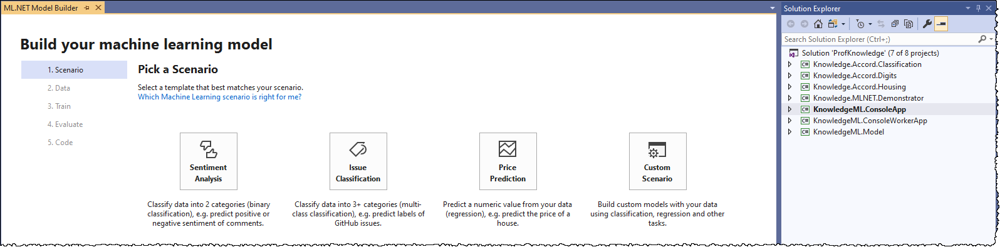 ML.NET Model Builder
Build your machine learning model
1. Scenario
2. Data
3. Train
4. Evaluate
5. Code
Pick a Scenario
Select a template that best matches your scenario.
Which Machine Learning scenario is right for me?
Sentiment
Analysis
Classify data into 2 categories (binary
classification), e.g. predict positive or
negative sentiment of comments.
Issue
Classification
Classify data into 3+ categories (multi-
class classification), e.g. predict labels of
GitHub issues.
Price
Prediction
Predict a numeric value from your data
(regression), e.g. predict the price of a
house.
Custom
Scenario
Build custom models with your data
using classification, regression and other
tasks.
Solution Explorer
Search Solution Explorer (Ctrl+;)
Solution 'ProfKnowledge' (7 of 8 projects)
C# Knowledge.Accord.Classification
C# Knowledge.Accord.Digits
C# Knowledge.Accord.Housing
C# Knowledge.MLNET.Demonstrator
C# KnowledgeML.ConsoleApp
C# KnowledgeML.ConsoleWorkerApp
C# KnowledgeML.Model